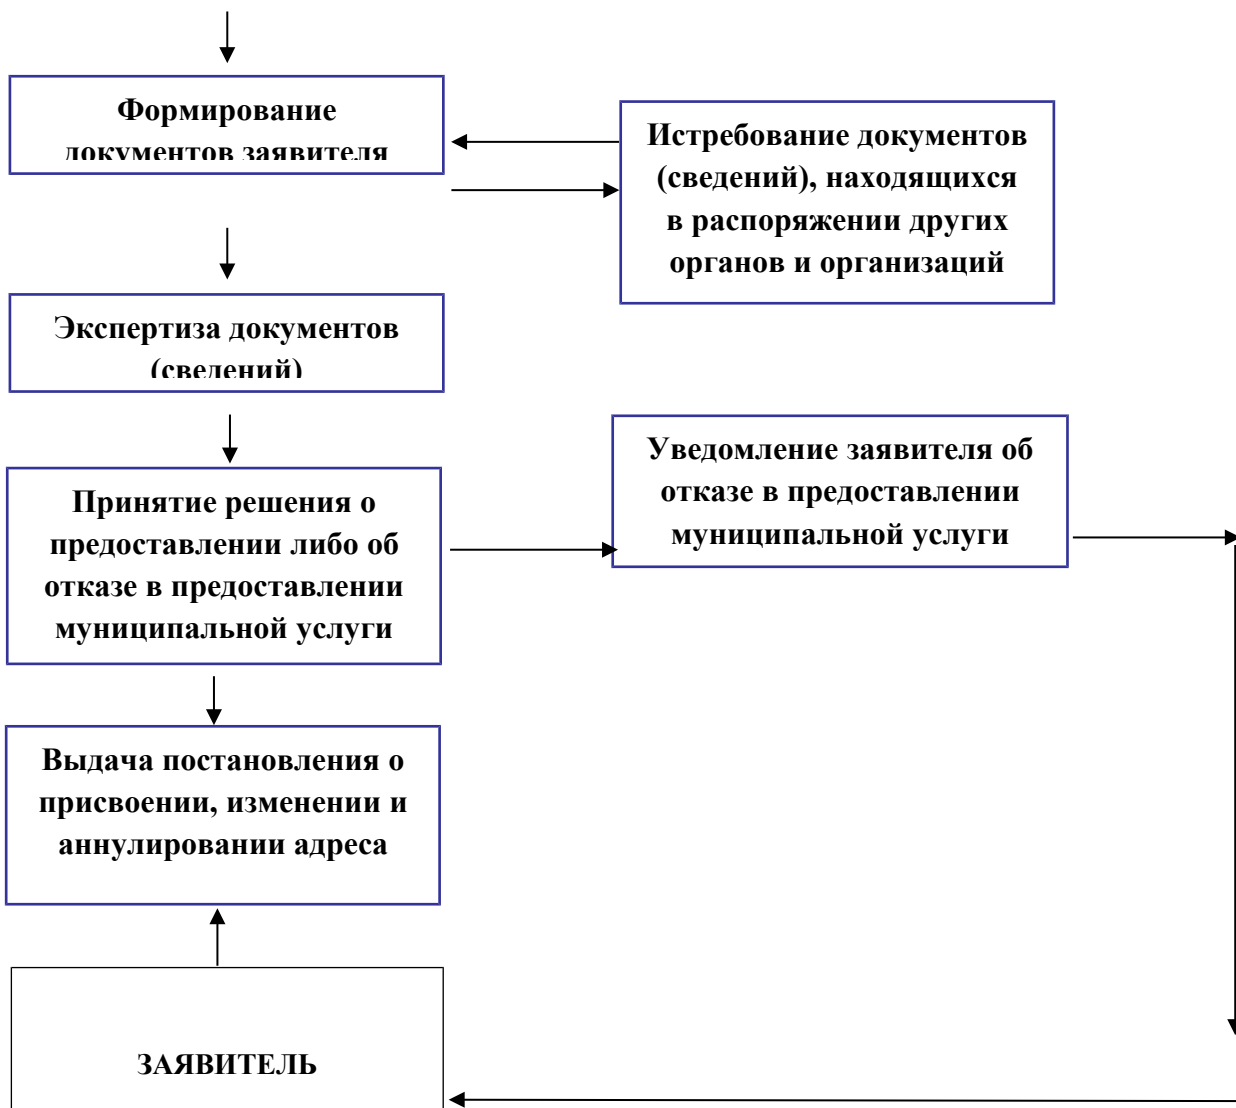 Формирование
документов заявителя
Истребование документов
(сведений), находящихся
в распоряжении других
органов и организаций
Экспертиза документов
(сведений)
Уведомление заявителя об
отказе в предоставлении
муниципальной услуги
Принятие решения о
предоставлении либо об
отказе в предоставлении
муниципальной услуги
Выдача постановления о
присвоении, изменении и
аннулировании адреса
ЗАЯВИТЕЛЬ